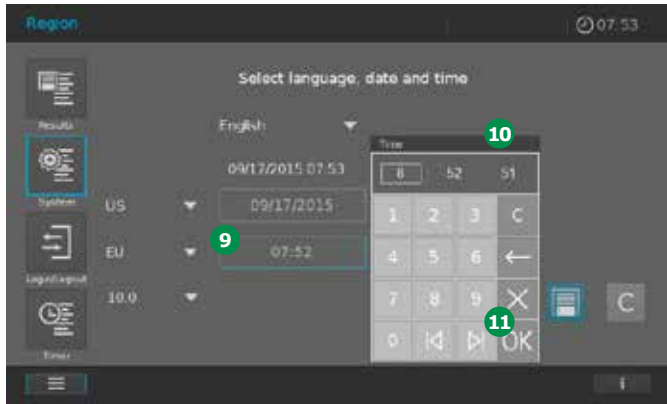 Region
07:53
Select language, date and time
Results
English
Time
10
09/17/2015 07:53
8 52 51
System
US
09/17/2015
1 2 3 C
9
EU
07:52
4 5 6
Login/Logout
10.0
7 8 9
C
11
0 OK
Timer
i